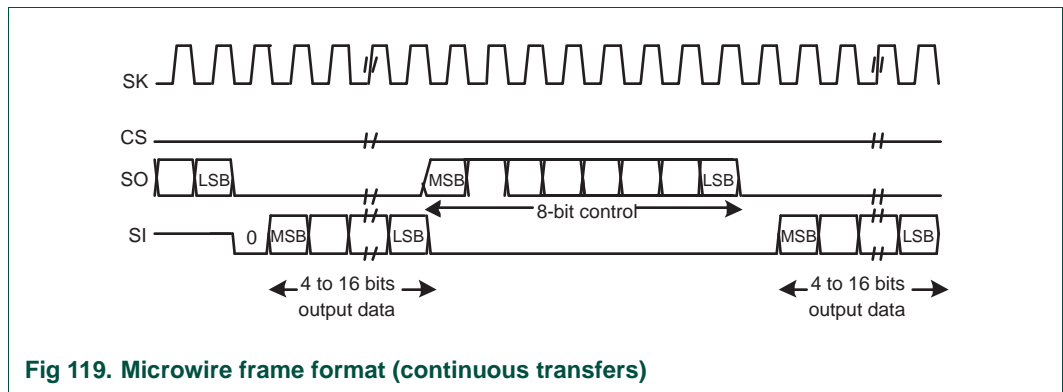 SK
CS
SO
LSB
MSB
LSB
8-bit control
SI
0
MSB
LSB
MSB
LSB
4 to 16 bits
output data
4 to 16 bits
output data
Fig 119. Microwire frame format (continuous transfers)